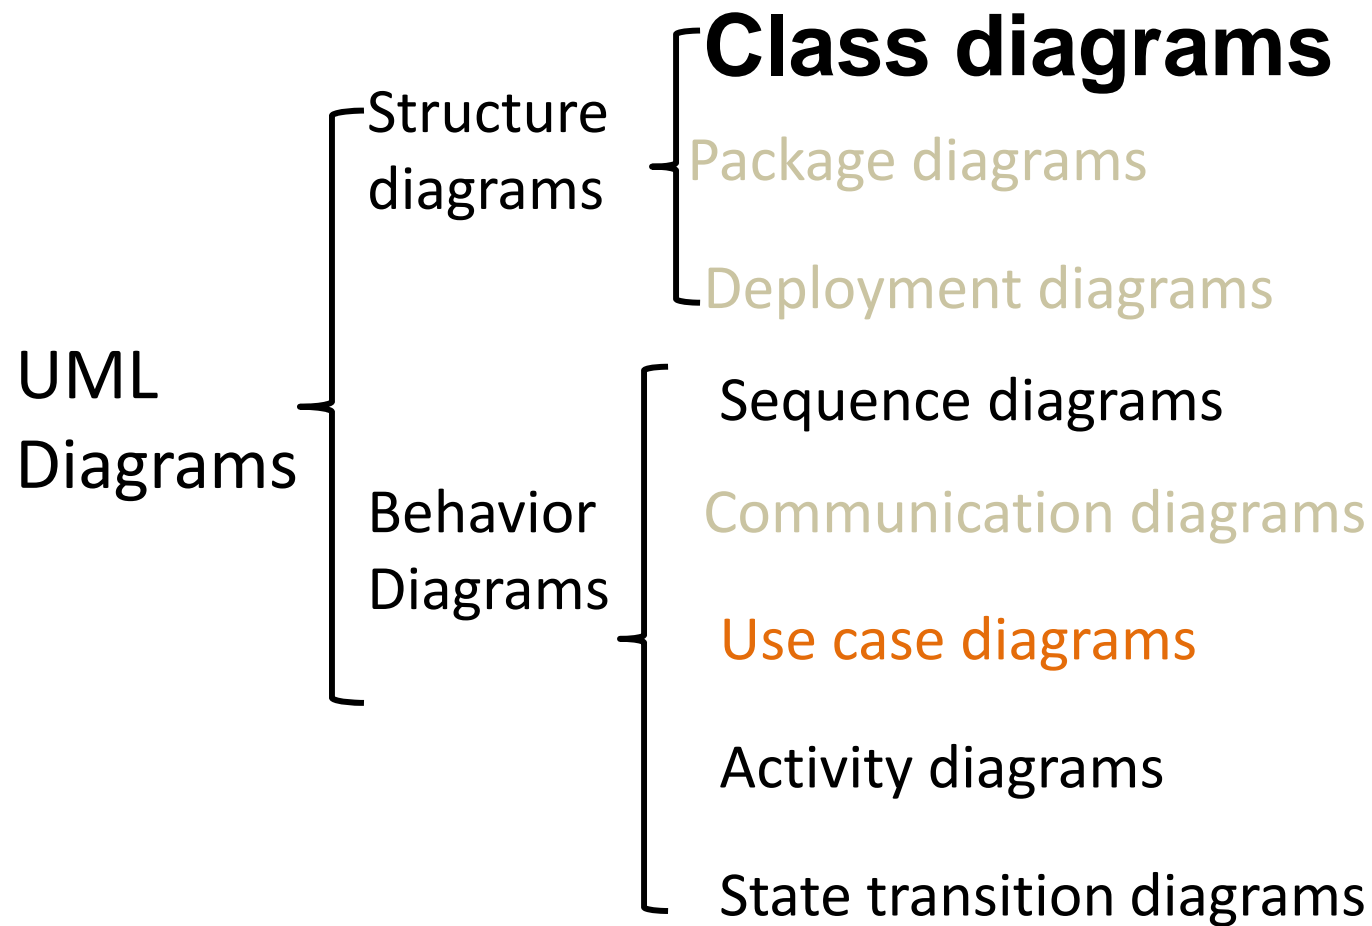 UML
Diagrams
Structure
diagrams
Class diagrams
Package diagrams
Deployment diagrams
Behavior
Diagrams
Sequence diagrams
Communication diagrams
Use case diagrams
Activity diagrams
State transition diagrams